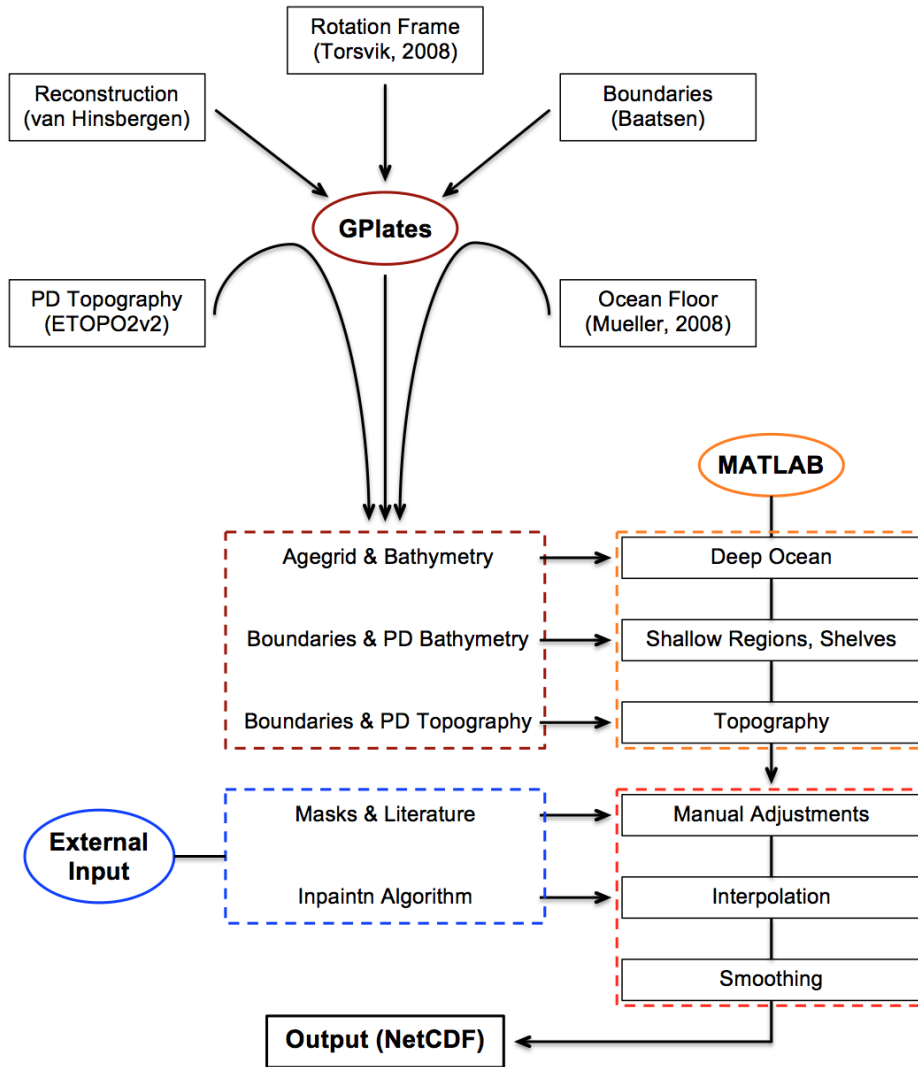 Rotation Frame
(Torsvik, 2008)
Reconstruction
(van Hinsbergen)
Boundaries
(Baatsen)
GPlates
PD Topography
(ETOPO2v2)
Ocean Floor
(Mueller, 2008)
MATLAB
Agegrid & Bathymetry
Deep Ocean
Boundaries & PD Bathymetry
Shallow Regions, Shelves
Boundaries & PD Topography
Topography
External
Input
Masks & Literature
Manual Adjustments
Inpaintn Algorithm
Interpolation
Smoothing
Output (NetCDF)